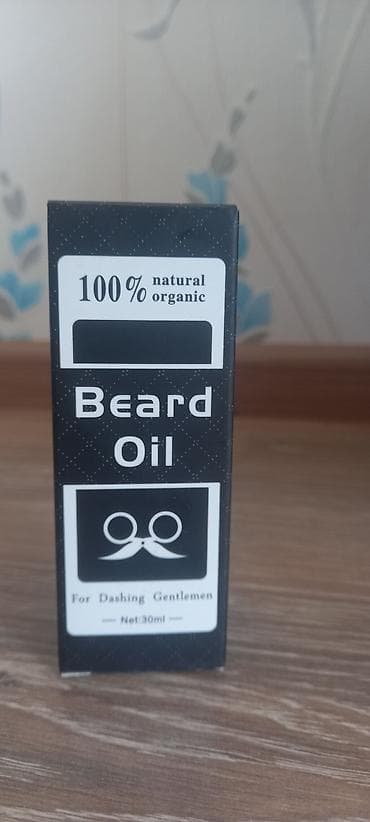 100% natural
organic
Beard
Oil
For Dashing Gentlemen
Net:30ml